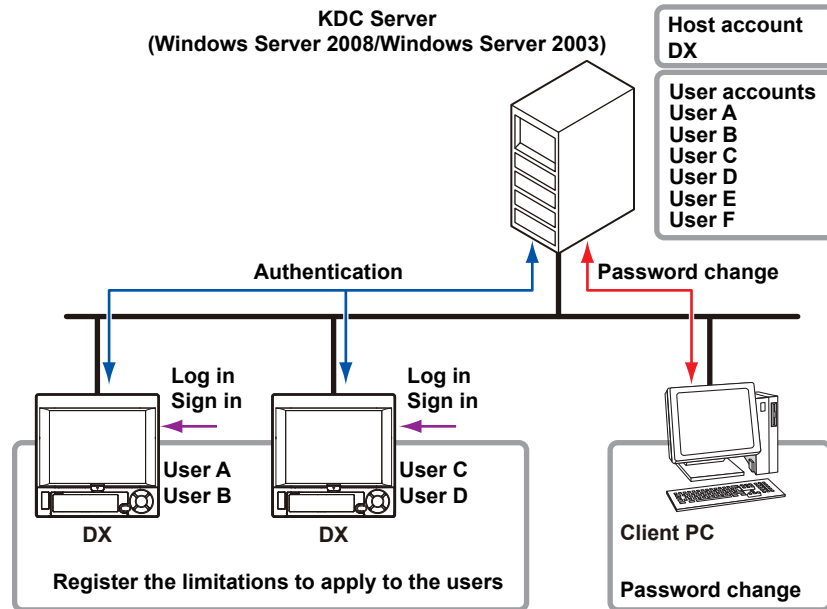 KDC Server
(Windows Server 2008/Windows Server 2003)
Host account
DX
User accounts
User A
User B
User C
User D
User E
User F
Authentication
Password change
Log in
Sign in
Log in
Sign in
User A
User B
User C
User D
DX
DX
Client PC
Register the limitations to apply to the users
Password change